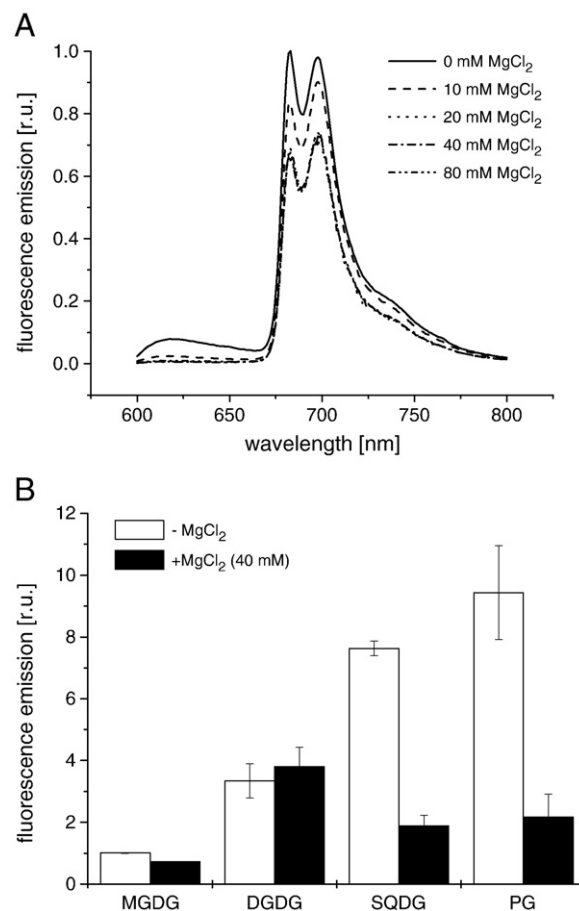 A
fluorescence emission [r.u.]
1.0
0.8
0.6
0.4
0.2
0.0
0 mM MgCl₂
10 mM MgCl₂
20 mM MgCl₂
40 mM MgCl₂
80 mM MgCl₂
600 650 700 750 800
wavelength [nm]
B
fluorescence emission [r.u.]
12
10
8
6
4
2
0
- MgCl₂
+MgCl₂ (40 mM)
MGDG DGDG SQDG PG